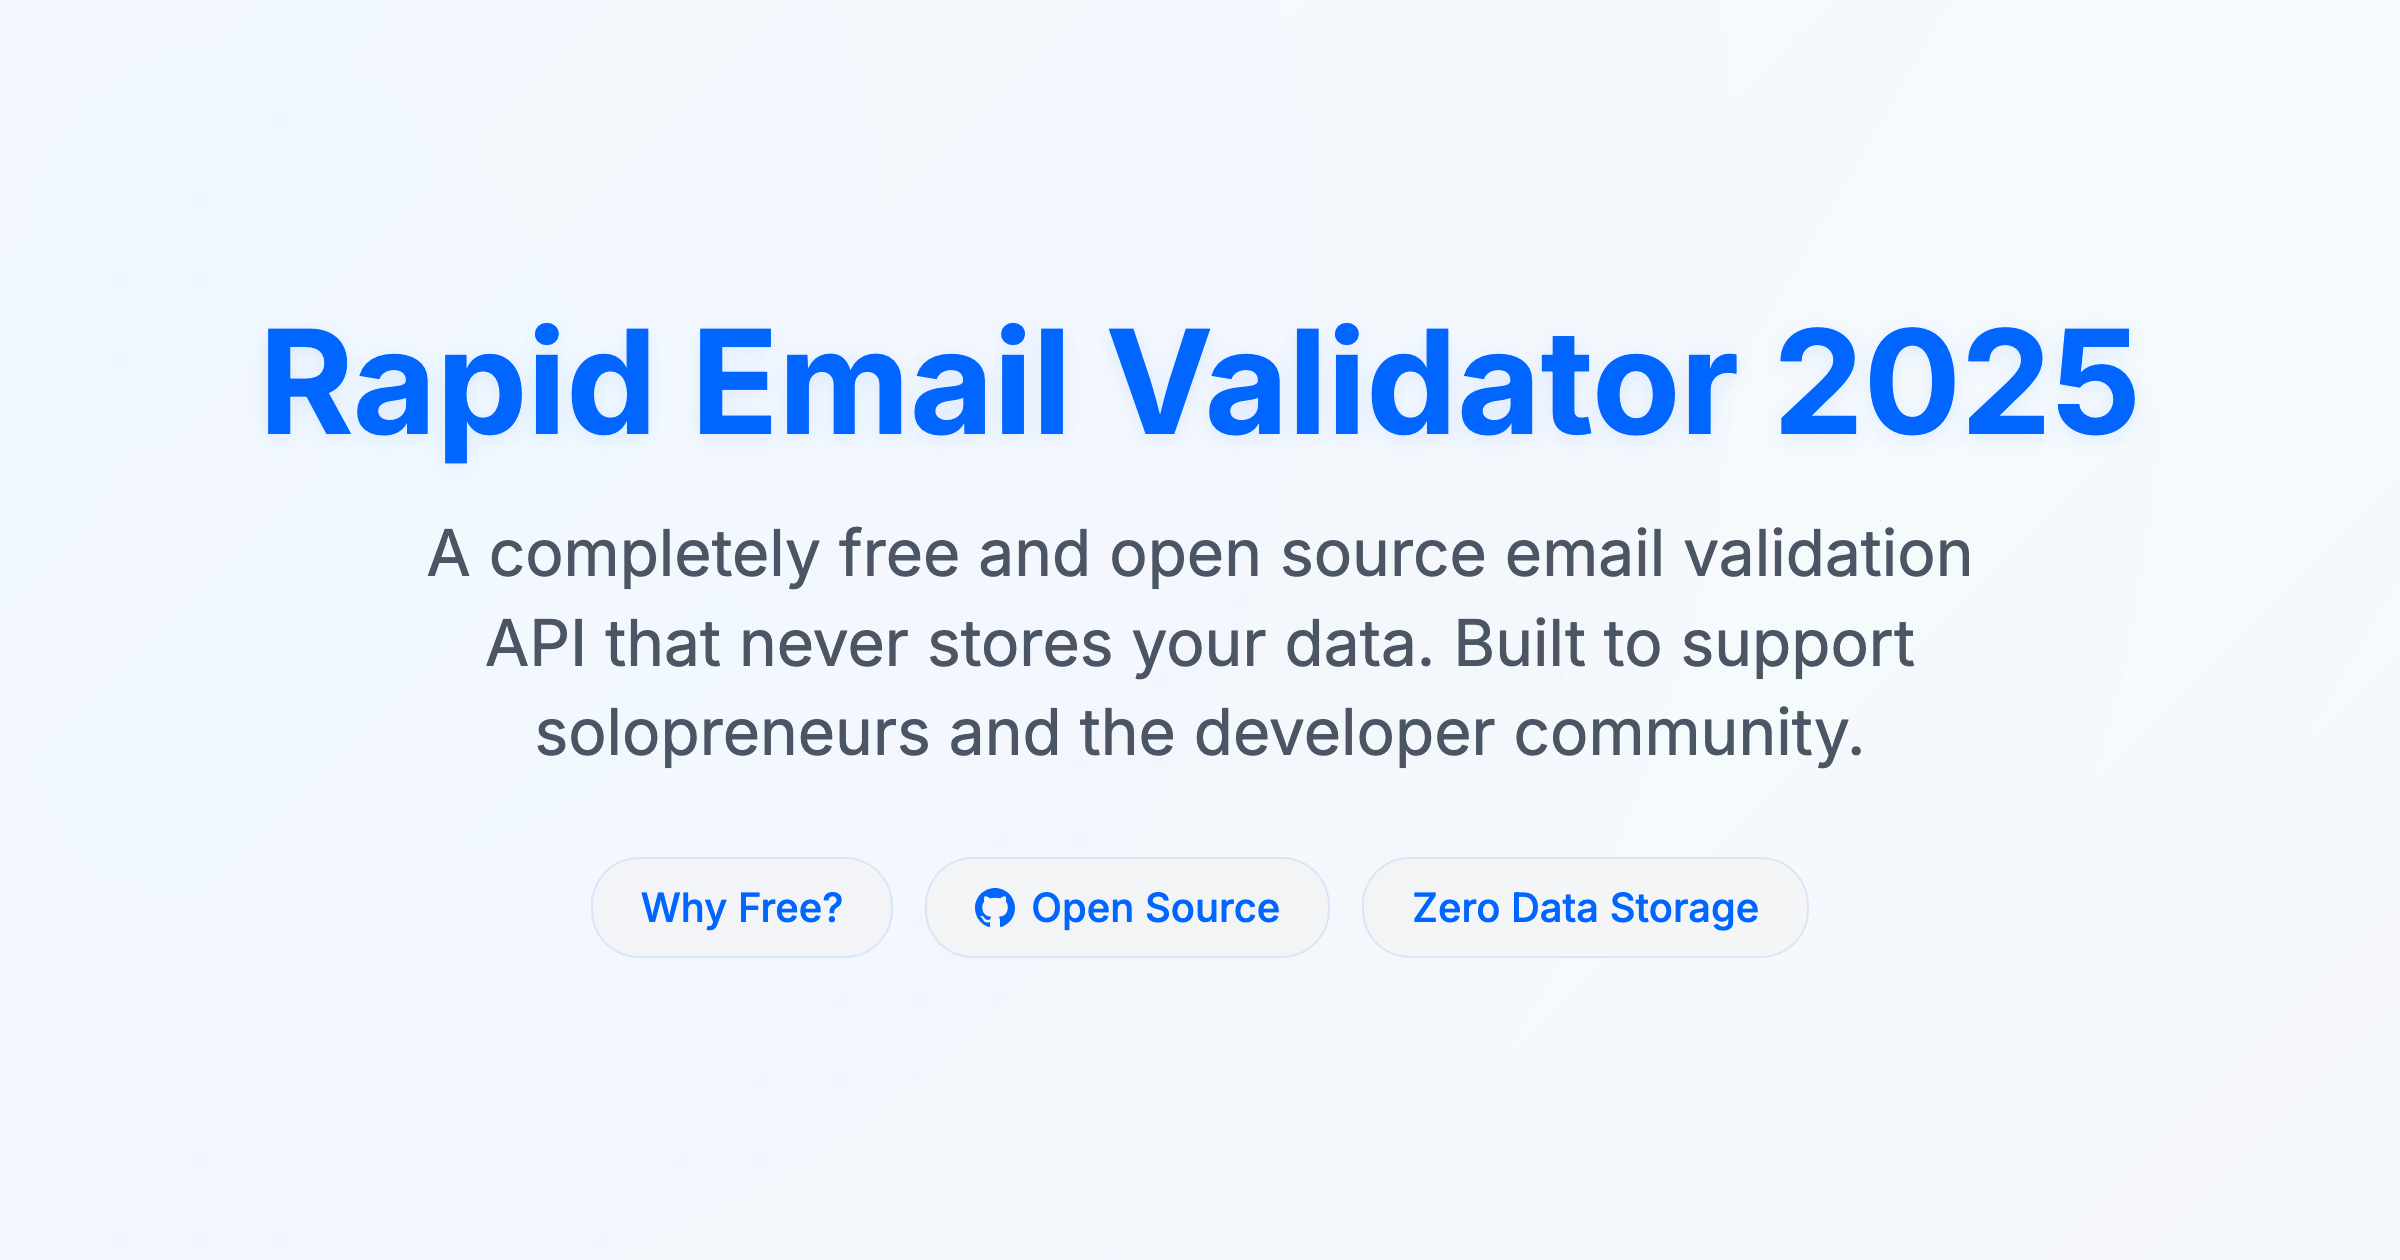 Rapid Email Validator 2025
A completely free and open source email validation
API that never stores your data. Built to support
solopreneurs and the developer community.
Why Free?
Open Source
Zero Data Storage